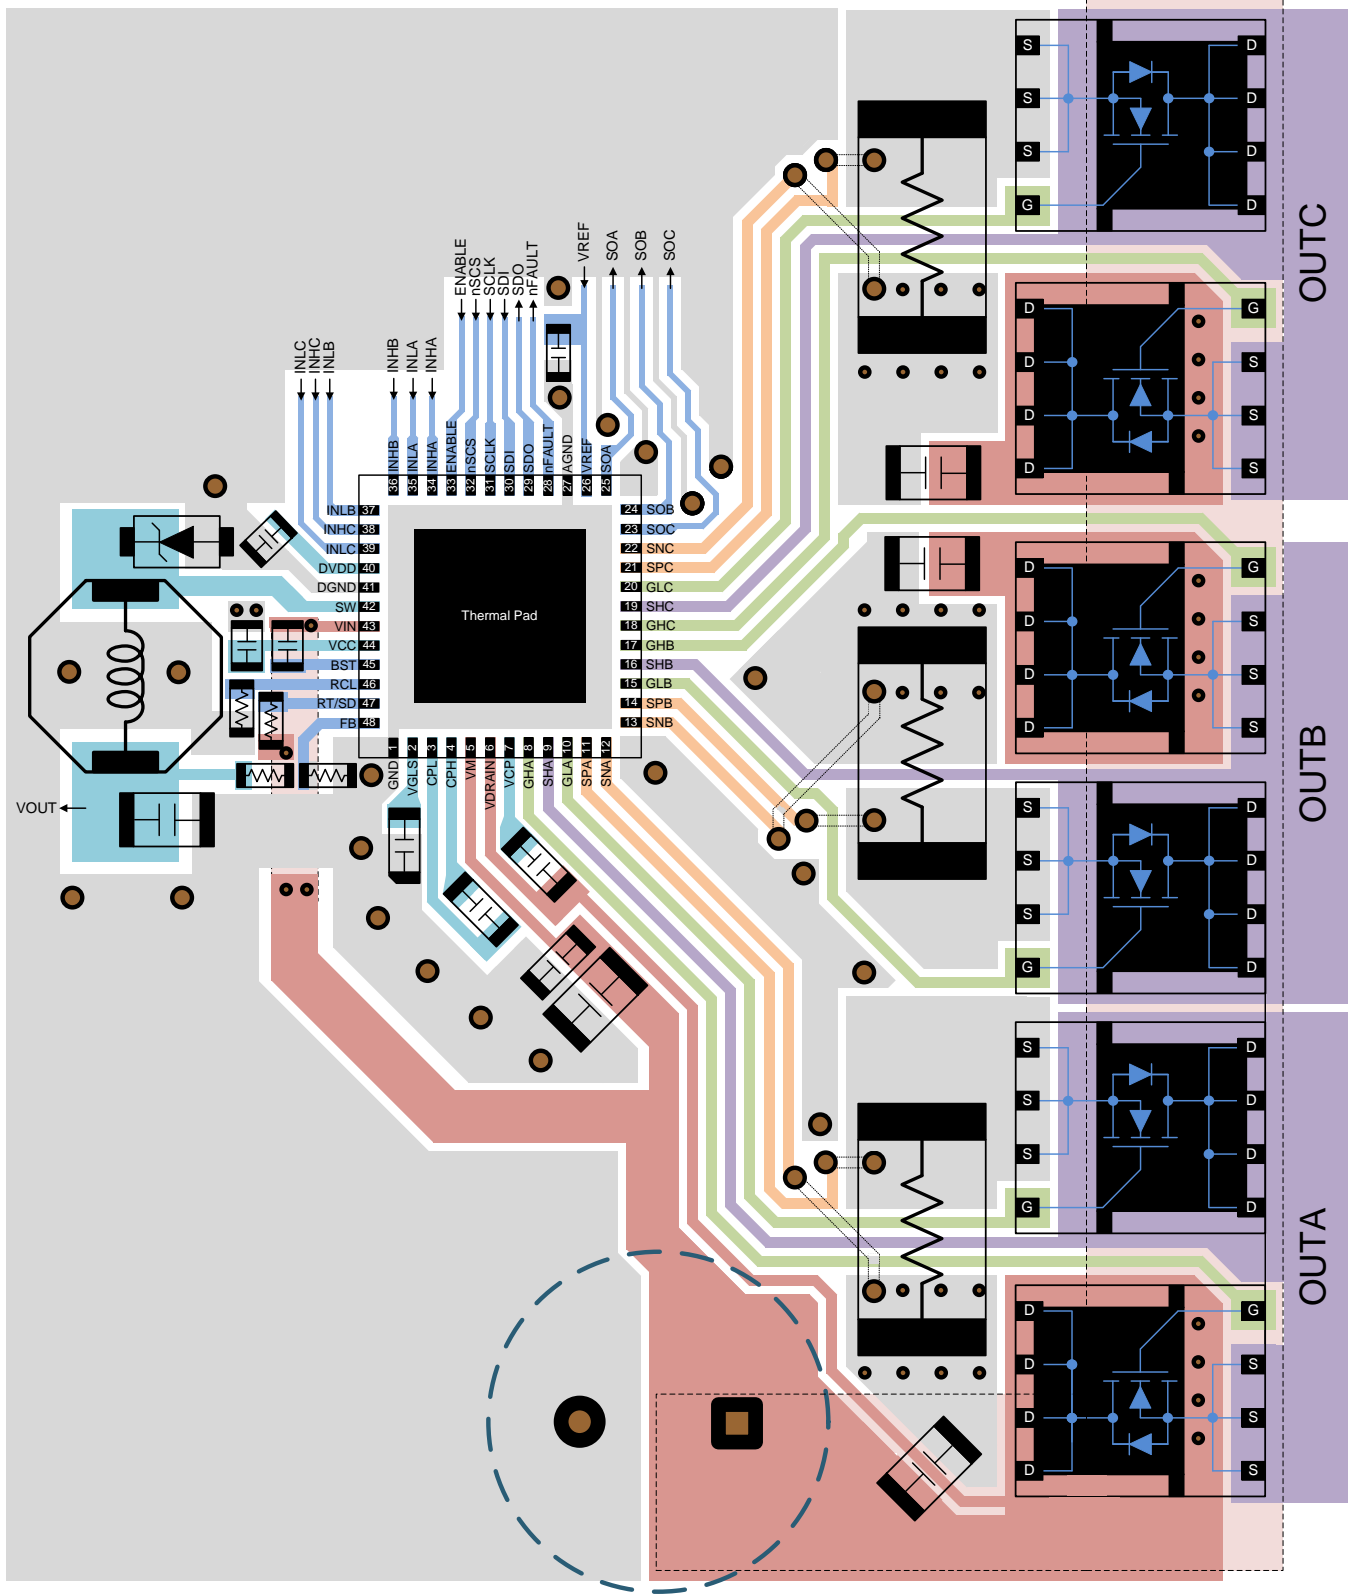 S
D
S
D
S
D
G
D
OUTC
ENABLE
nSCS
SCLK
SDI
SDO
nFAULT
VREF
SOA
SOB
SOC
D
G
D
S
D
S
D
S
INLC
INHC
INLB
INHB
INLA
INHA
INHB
INLA
INHA
ENABLE
nSCS
SCLK
SDI
SDO
nFAULT
AGND
VREF
SOA
36
35
34
33
32
31
30
29
28
27
26
25
INLB 37
INHC 38
INLC 39
DVDD 40
DGND 41
SW 42
VIN 43
VCC 44
BST 45
RCL 46
RT/SD 47
FB 48
Thermal Pad
24 SOB
23 SOC
22 SNC
21 SPC
20 GLC
19 SHC
18 GHC
17 GHB
16 SHB
15 GLB
14 SPB
13 SNB
D
G
D
S
D
S
D
S
OUTB
1
2
3
4
5
6
7
8
9
10
11
12
GND
VGLS
CPL
CPH
VM
VDRAIN
VCP
GHA
SHA
GLA
SPA
SNA
VOUT
S
D
S
D
S
D
G
D
S
D
S
D
S
D
G
D
OUTA
D
G
D
S
D
S
D
S